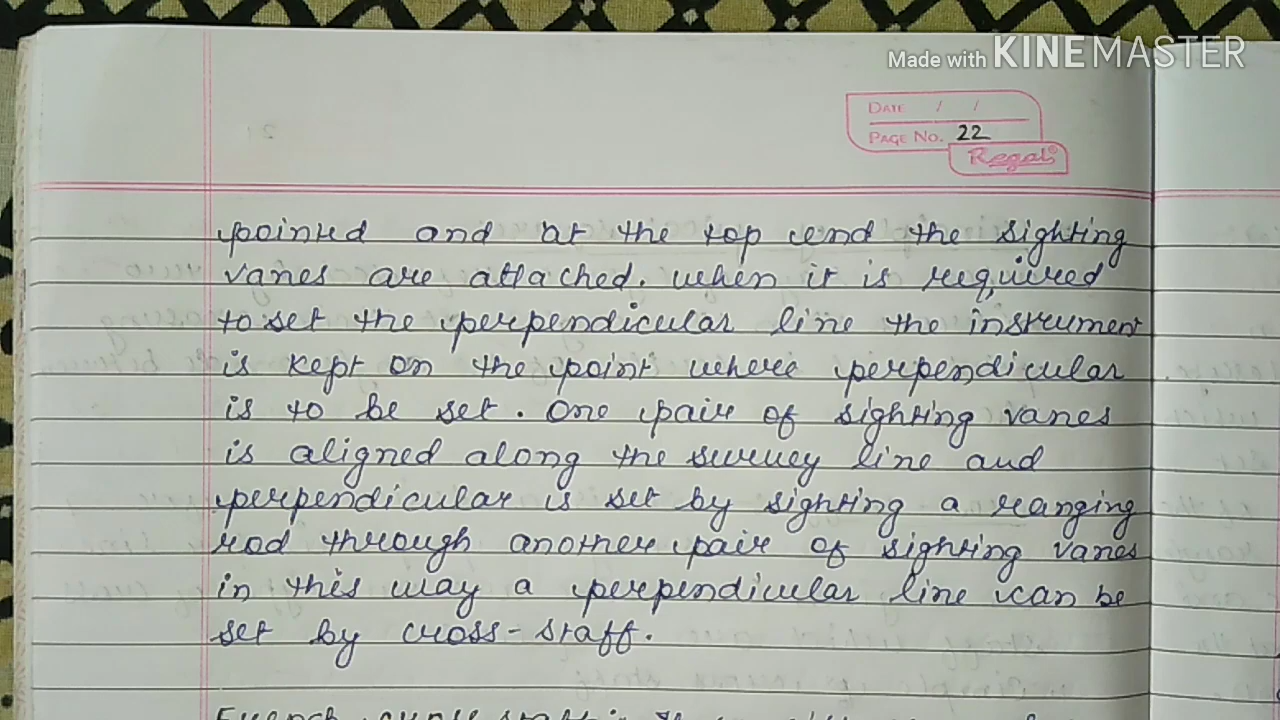 Made with KINEMASTER
DATE / /
PAGE NO. 22
Regal®
pointed and at the top end the sighting
vanes are attached. when it is required
to set the perpendicular line the instrument
is kept on the point where perpendicular
is to be set. One pair of sighting vanes
is aligned along the survey line and
perpendicular is set by sighting a ranging
rod through another pair of sighting vanes
in this way a perpendicular line can be
set by cross-staff.
French cross staff: